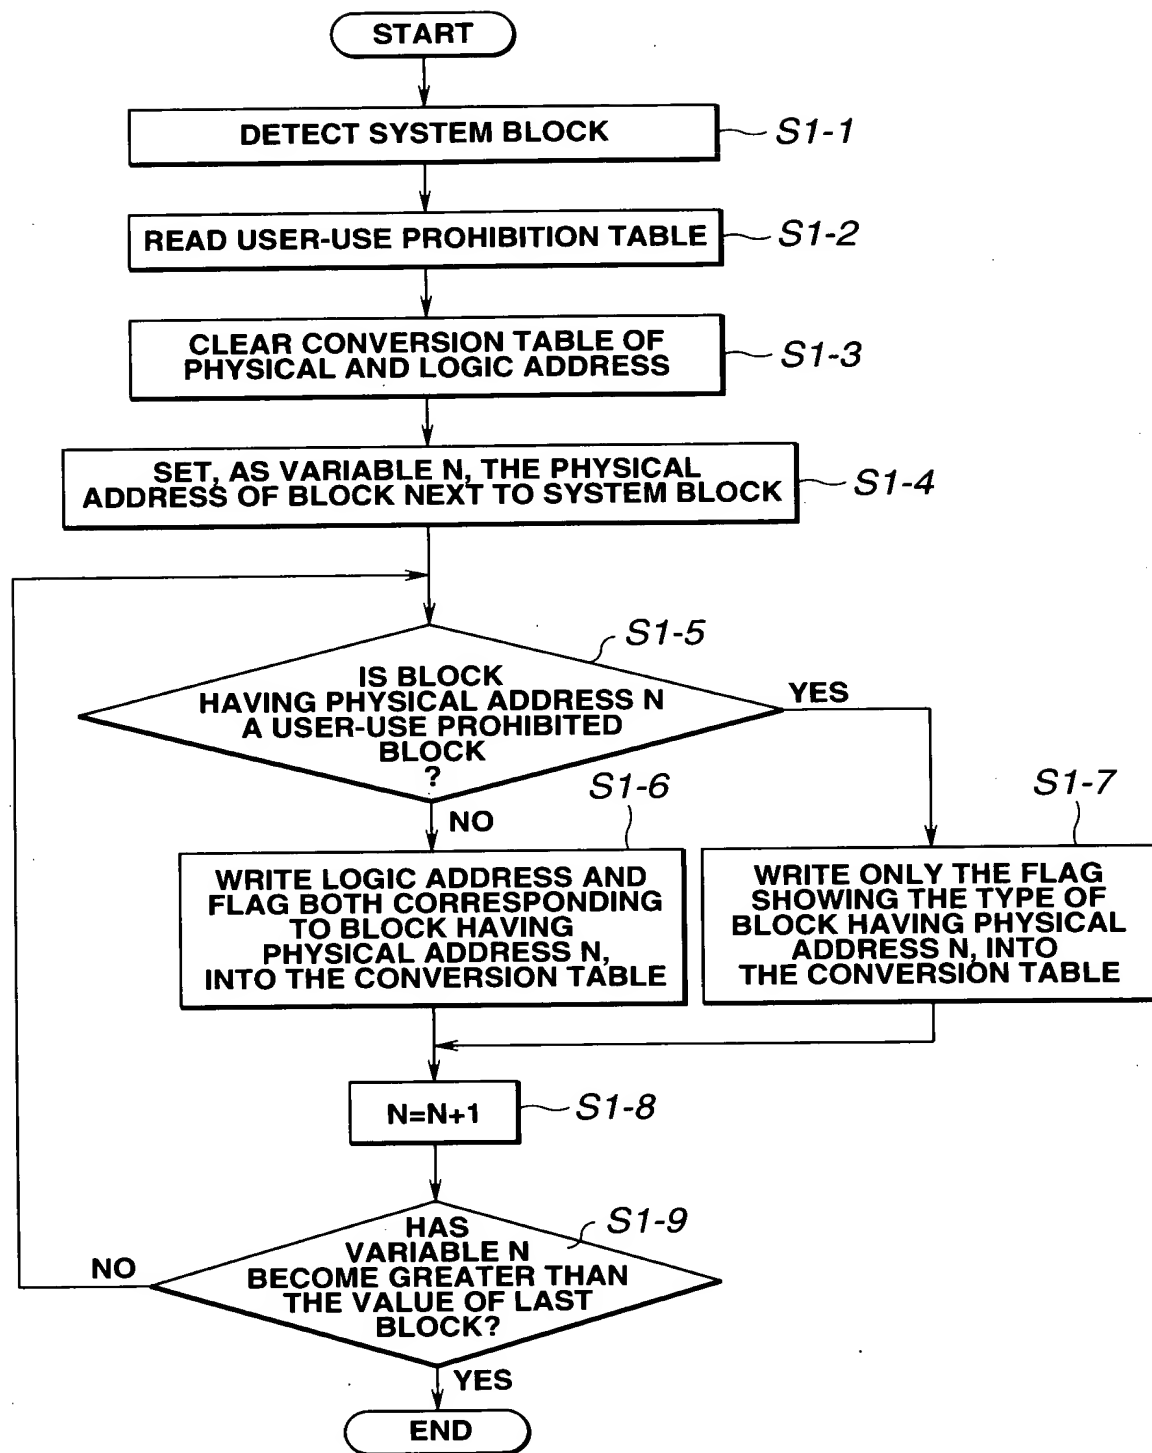 START
DETECT SYSTEM BLOCK
S1-1
READ USER-USE PROHIBITION TABLE
S1-2
CLEAR CONVERSION TABLE OF
PHYSICAL AND LOGIC ADDRESS
S1-3
SET, AS VARIABLE N, THE PHYSICAL
ADDRESS OF BLOCK NEXT TO SYSTEM BLOCK
S1-4
S1-5
IS BLOCK
HAVING PHYSICAL ADDRESS N
A USER-USE PROHIBITED
BLOCK
?
YES
NO
S1-6
WRITE LOGIC ADDRESS AND
FLAG BOTH CORRESPONDING
TO BLOCK HAVING
PHYSICAL ADDRESS N,
INTO THE CONVERSION TABLE
S1-7
WRITE ONLY THE FLAG
SHOWING THE TYPE OF
BLOCK HAVING PHYSICAL
ADDRESS N, INTO
THE CONVERSION TABLE
N=N+1
S1-8
S1-9
HAS
VARIABLE N
BECOME GREATER THAN
THE VALUE OF LAST
BLOCK?
NO
YES
END